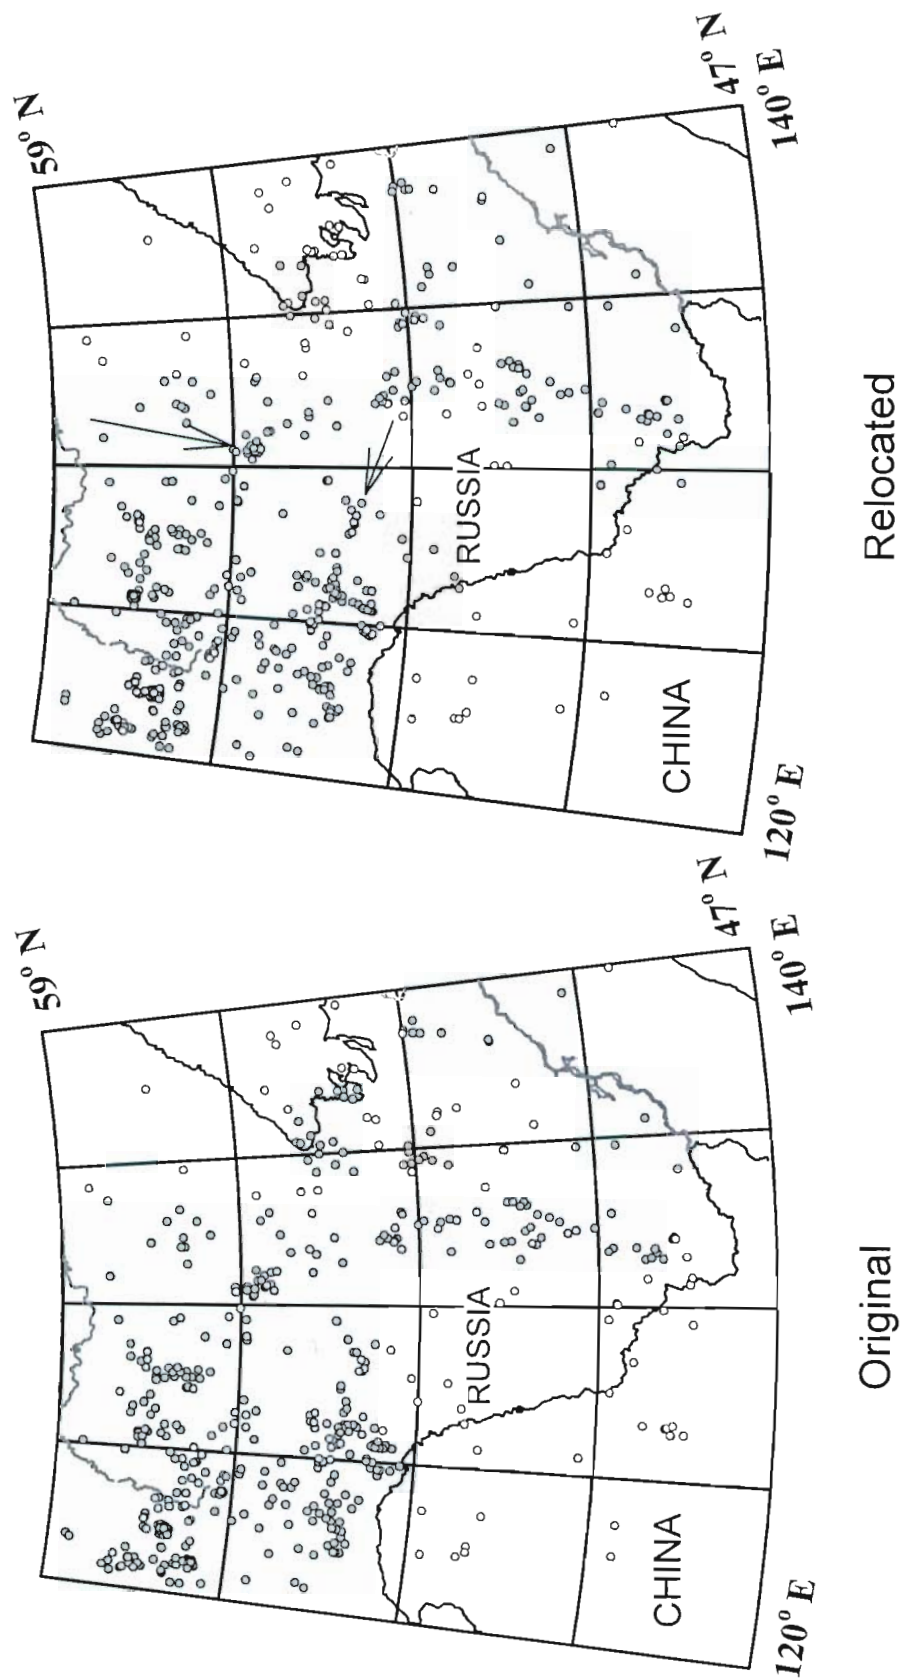 59° N
47° N
140° E
RUSSIA
CHINA
120° E
Original
59° N
47° N
140° E
RUSSIA
CHINA
120° E
Relocated